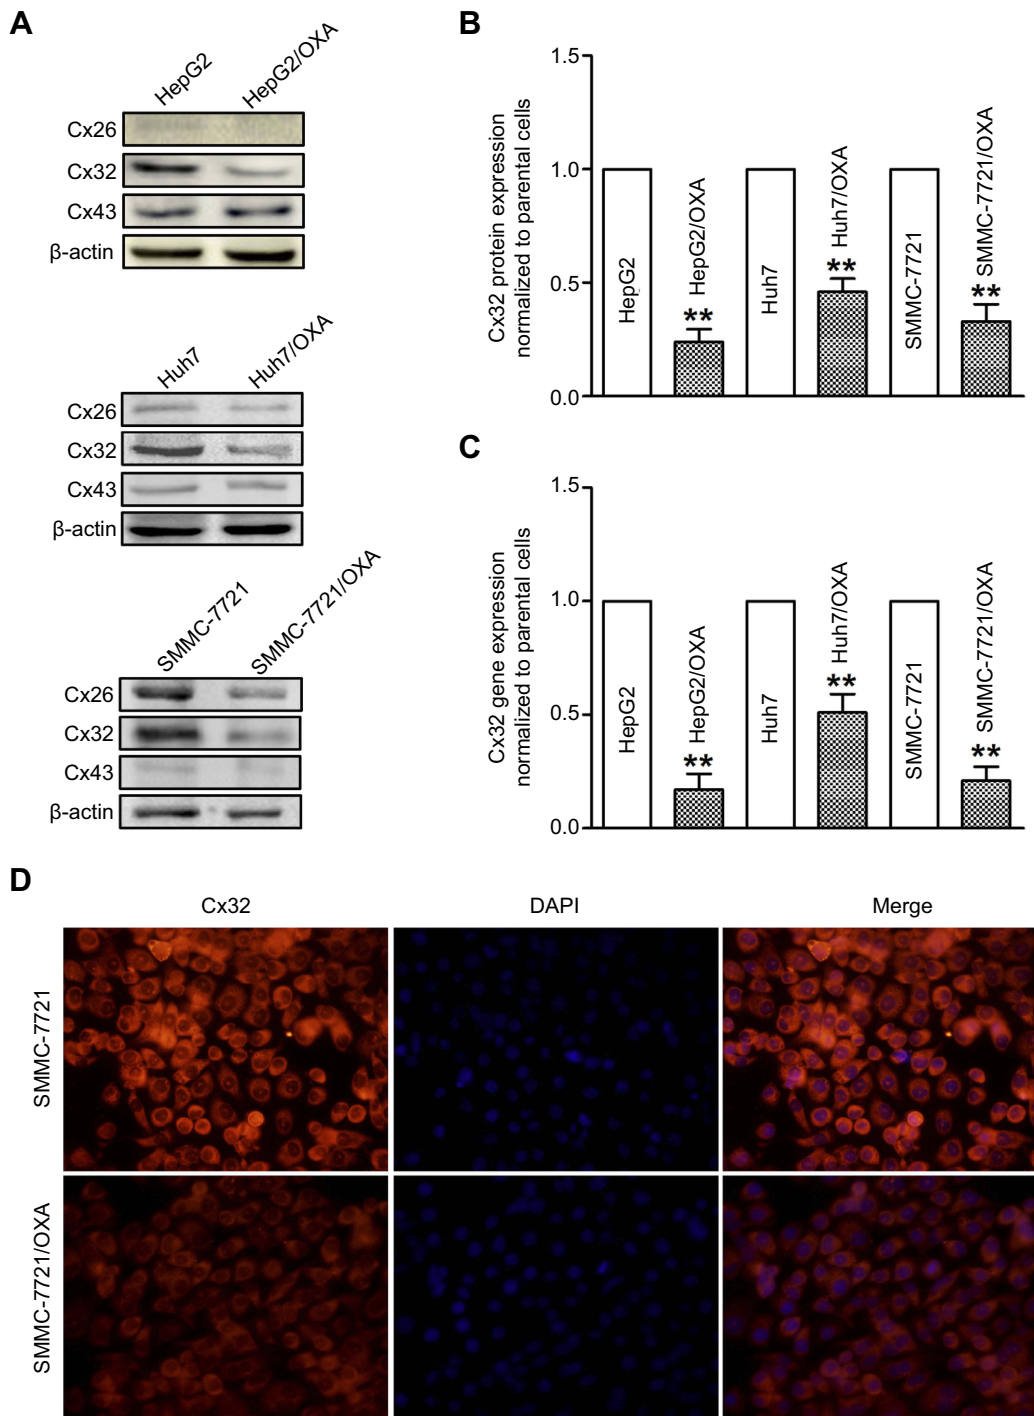 A
HepG2
HepG2/OXA
Cx26
Cx32
Cx43
β-actin
Huh7
Huh7/OXA
Cx26
Cx32
Cx43
β-actin
SMMC-7721
SMMC-7721/OXA
Cx26
Cx32
Cx43
β-actin
B
Cx32 protein expression
normalized to parental cells
1.5
1.0
0.5
0.0
HepG2
HepG2/OXA
**
Huh7
Huh7/OXA
**
SMMC-7721
SMMC-7721/OXA
**
C
Cx32 gene expression
normalized to parental cells
1.5
1.0
0.5
0.0
HepG2
HepG2/OXA
**
Huh7
Huh7/OXA
**
SMMC-7721
SMMC-7721/OXA
**
D
Cx32
DAPI
Merge
SMMC-7721
SMMC-7721/OXA